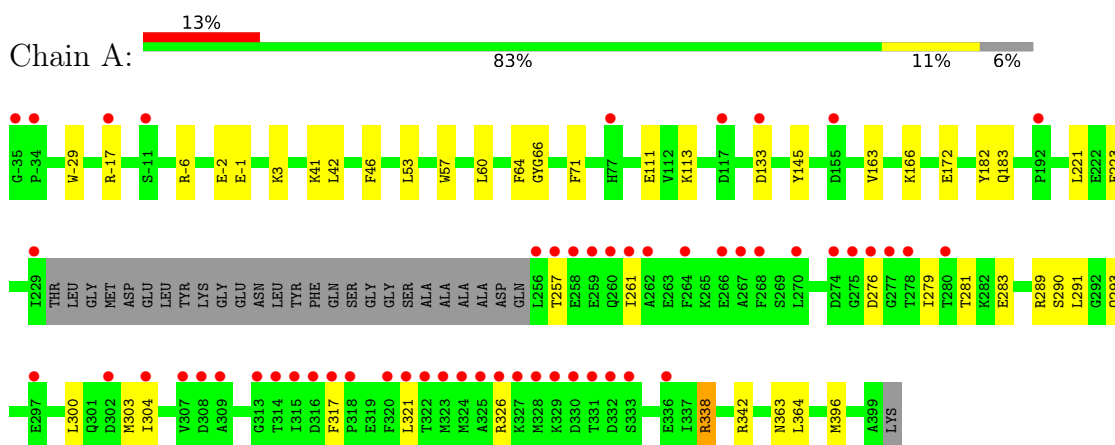 13%
Chain A:
83% 11% 6%
G-35 P-34 W-29 R-17 S-11 R-6 E-2 E-1 K3 K41 L42 F46 L53 W57 L60 F64 GY066 F71 H77 E111 V112 K113 D117 D133 Y145 D155 V163 K166 E172 Y182 Q183 P192 L221 E222 F223
I229 THR LEU GLY MET ASP GLU LEU TYR LYS GLY GLU ASN LEU TYR PHE GLN SER GLY GLY SER ALA ALA ALA ALA ASP GLN L256 T257 E258 E259 Q260 I261 A262 E263 F264 K265 E266 A267 F268 S269 L270 D274 G275 D276 G277 T278 I279 T280 T281 K282 E283 R289 S290 L291 G292
E297 L300 Q301 D302 M303 I304 V307 D308 A309 G313 T314 I315 D316 F317 P318 E319 F320 L321 T322 M323 M324 A325 R326 K327 M328 K329 D330 T331 D332 S333 E336 I337 R338 R342 N363 L364 M396 A399 LYS